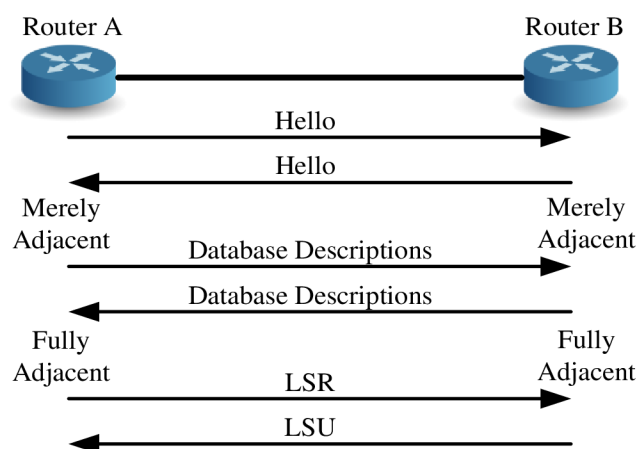 Router A
Router B
Hello
Hello
Merely
Adjacent
Merely
Adjacent
Database Descriptions
Database Descriptions
Fully
Adjacent
Fully
Adjacent
LSR
LSU